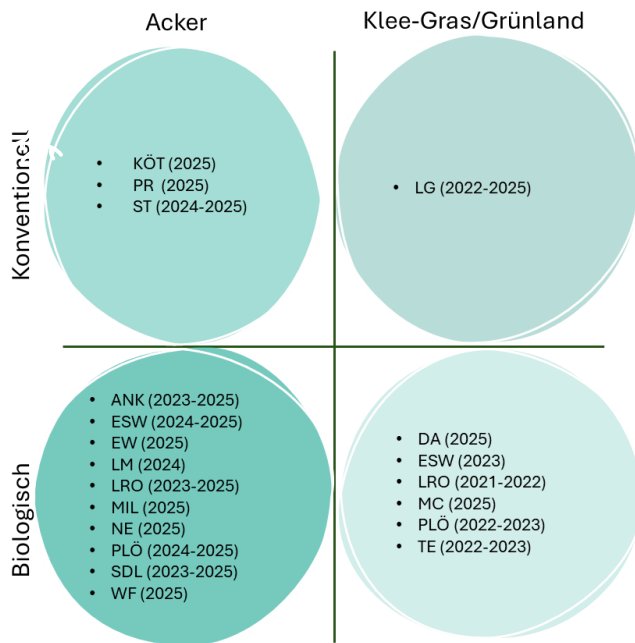 Acker
Klee-Gras/Grünland
Konventionell
• KÖT (2025)
• PR (2025)
• ST (2024-2025)
• LG (2022-2025)
Biologisch
• ANK (2023-2025)
• ESW (2024-2025)
• EW (2025)
• LM (2024)
• LRO (2023-2025)
• MIL (2025)
• NE (2025)
• PLÖ (2024-2025)
• SDL (2023-2025)
• WF (2025)
• DA (2025)
• ESW (2023)
• LRO (2021-2022)
• MC (2025)
• PLÖ (2022-2023)
• TE (2022-2023)